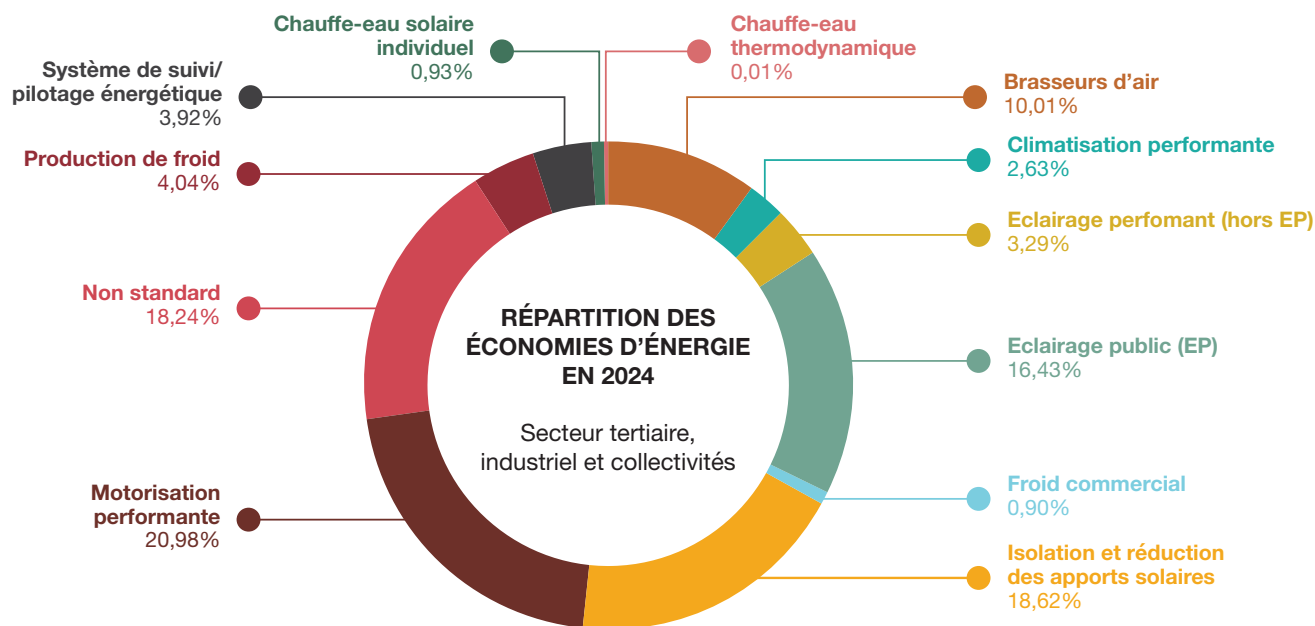 Chauffe-eau solaire
individuel
0,93%
Chauffe-eau
thermodynamique
0,01%
Système de suivi/
pilotage énergétique
3,92%
Brasseurs d'air
10,01%
Production de froid
4,04%
Climatisation performante
2,63%
Eclairage perfomant (hors EP)
3,29%
Non standard
18,24%
RÉPARTITION DES
ÉCONOMIES D'ÉNERGIE
EN 2024
Secteur tertiaire,
industriel et collectivités
Eclairage public (EP)
16,43%
Motorisation
performante
20,98%
Froid commercial
0,90%
Isolation et réduction
des apports solaires
18,62%